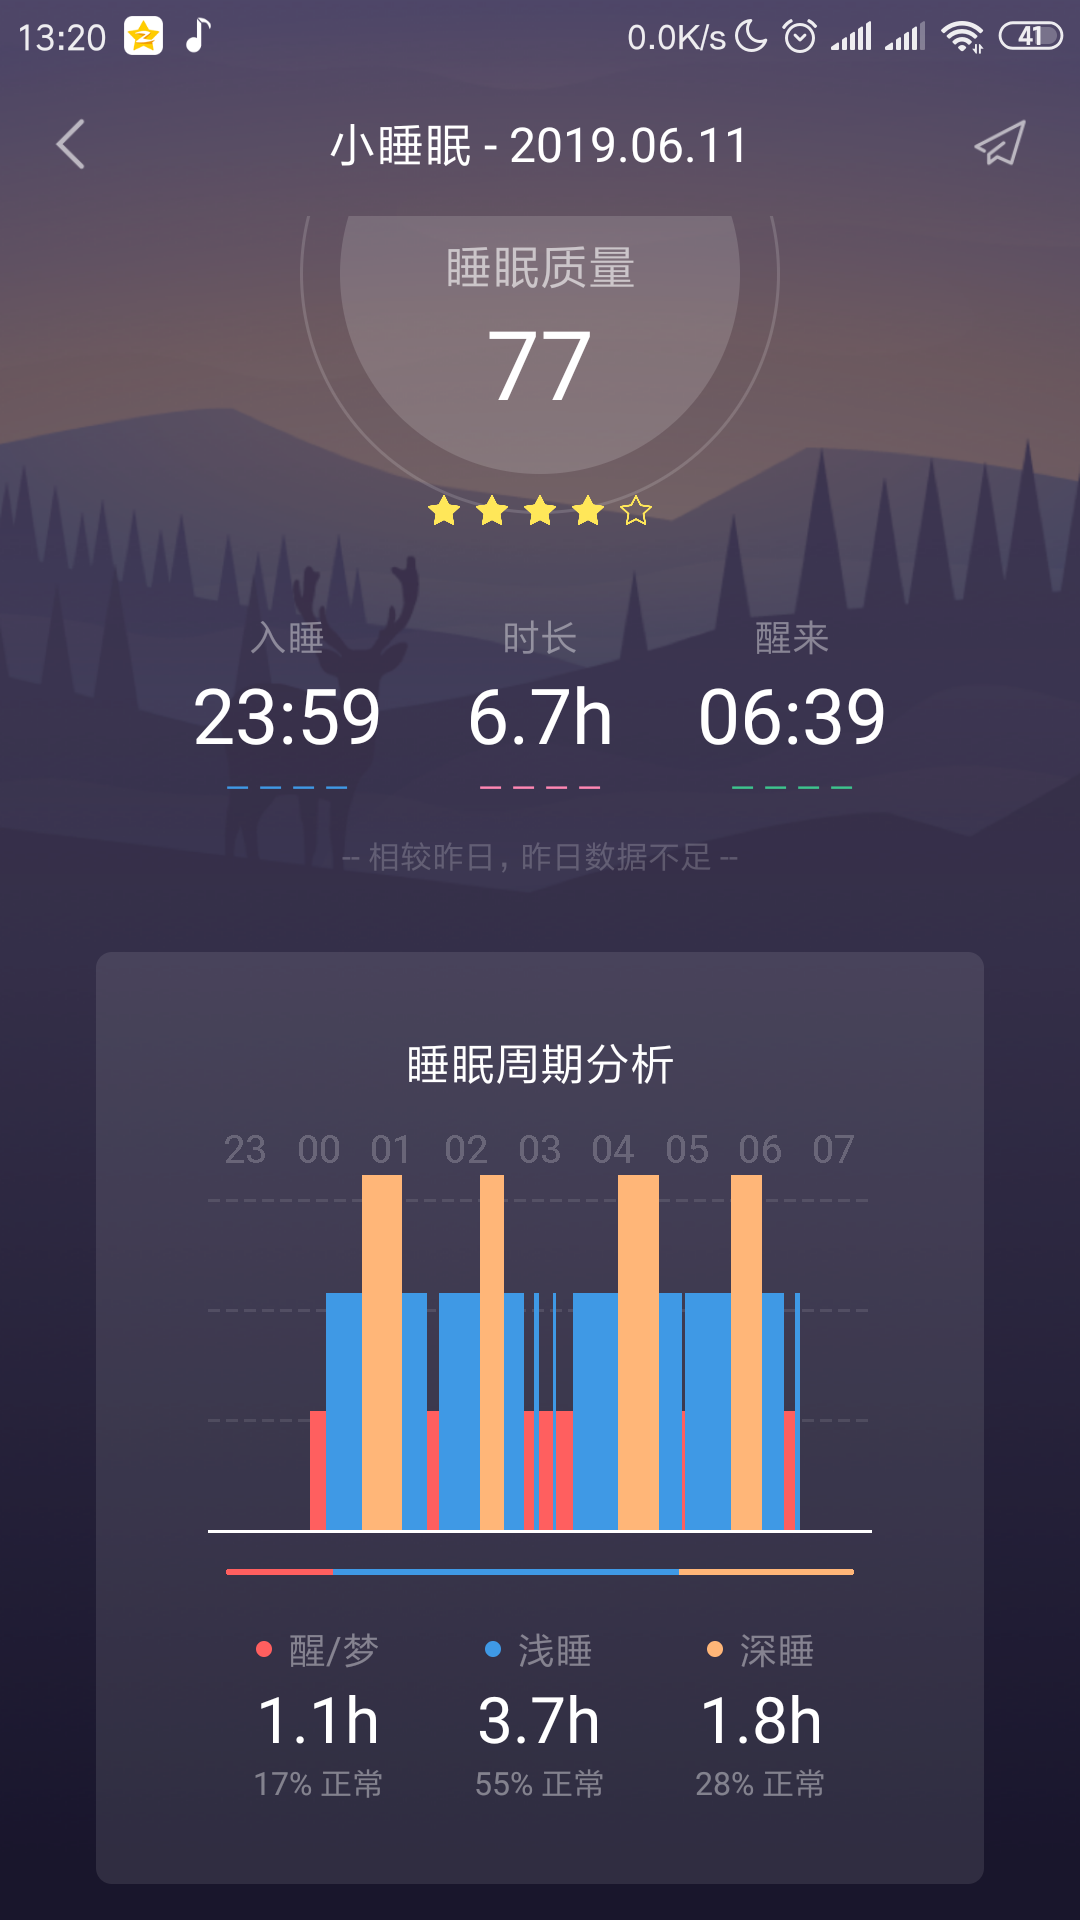 13:20 0.0K/s 41
小睡眠 - 2019.06.11
睡眠质量
77
入睡 时长 醒来
23:59 6.7h 06:39
-- 相较昨日，昨日数据不足 --
睡眠周期分析
23 00 01 02 03 04 05 06 07
醒/梦 浅睡 深睡
1.1h 3.7h 1.8h
17% 正常 55% 正常 28% 正常